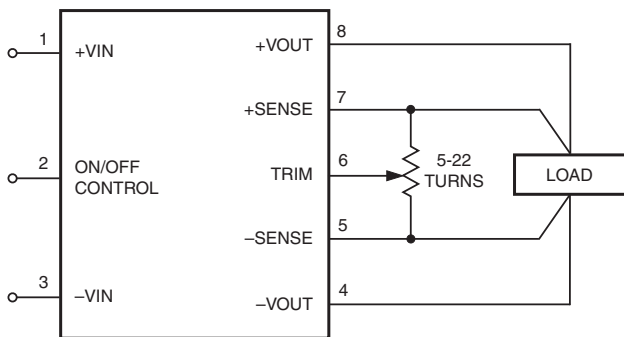 1
+VIN
2
ON/OFF
CONTROL
3
–VIN
+VOUT
8
+SENSE
7
TRIM
6
–SENSE
5
–VOUT
4
5-22
TURNS
LOAD